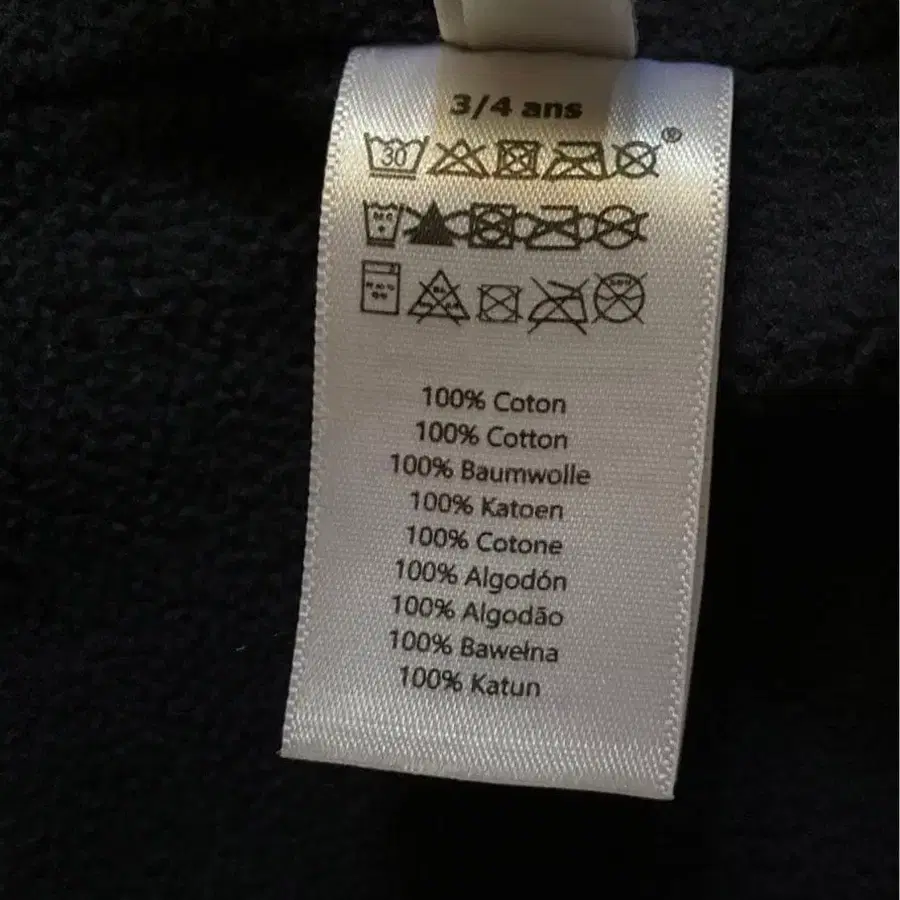 3/4 ans
®
30
100% Coton
100% Cotton
100% Baumwolle
100% Katoen
100% Cotone
100% Algodón
100% Algodão
100% Bawełna
100% Katun